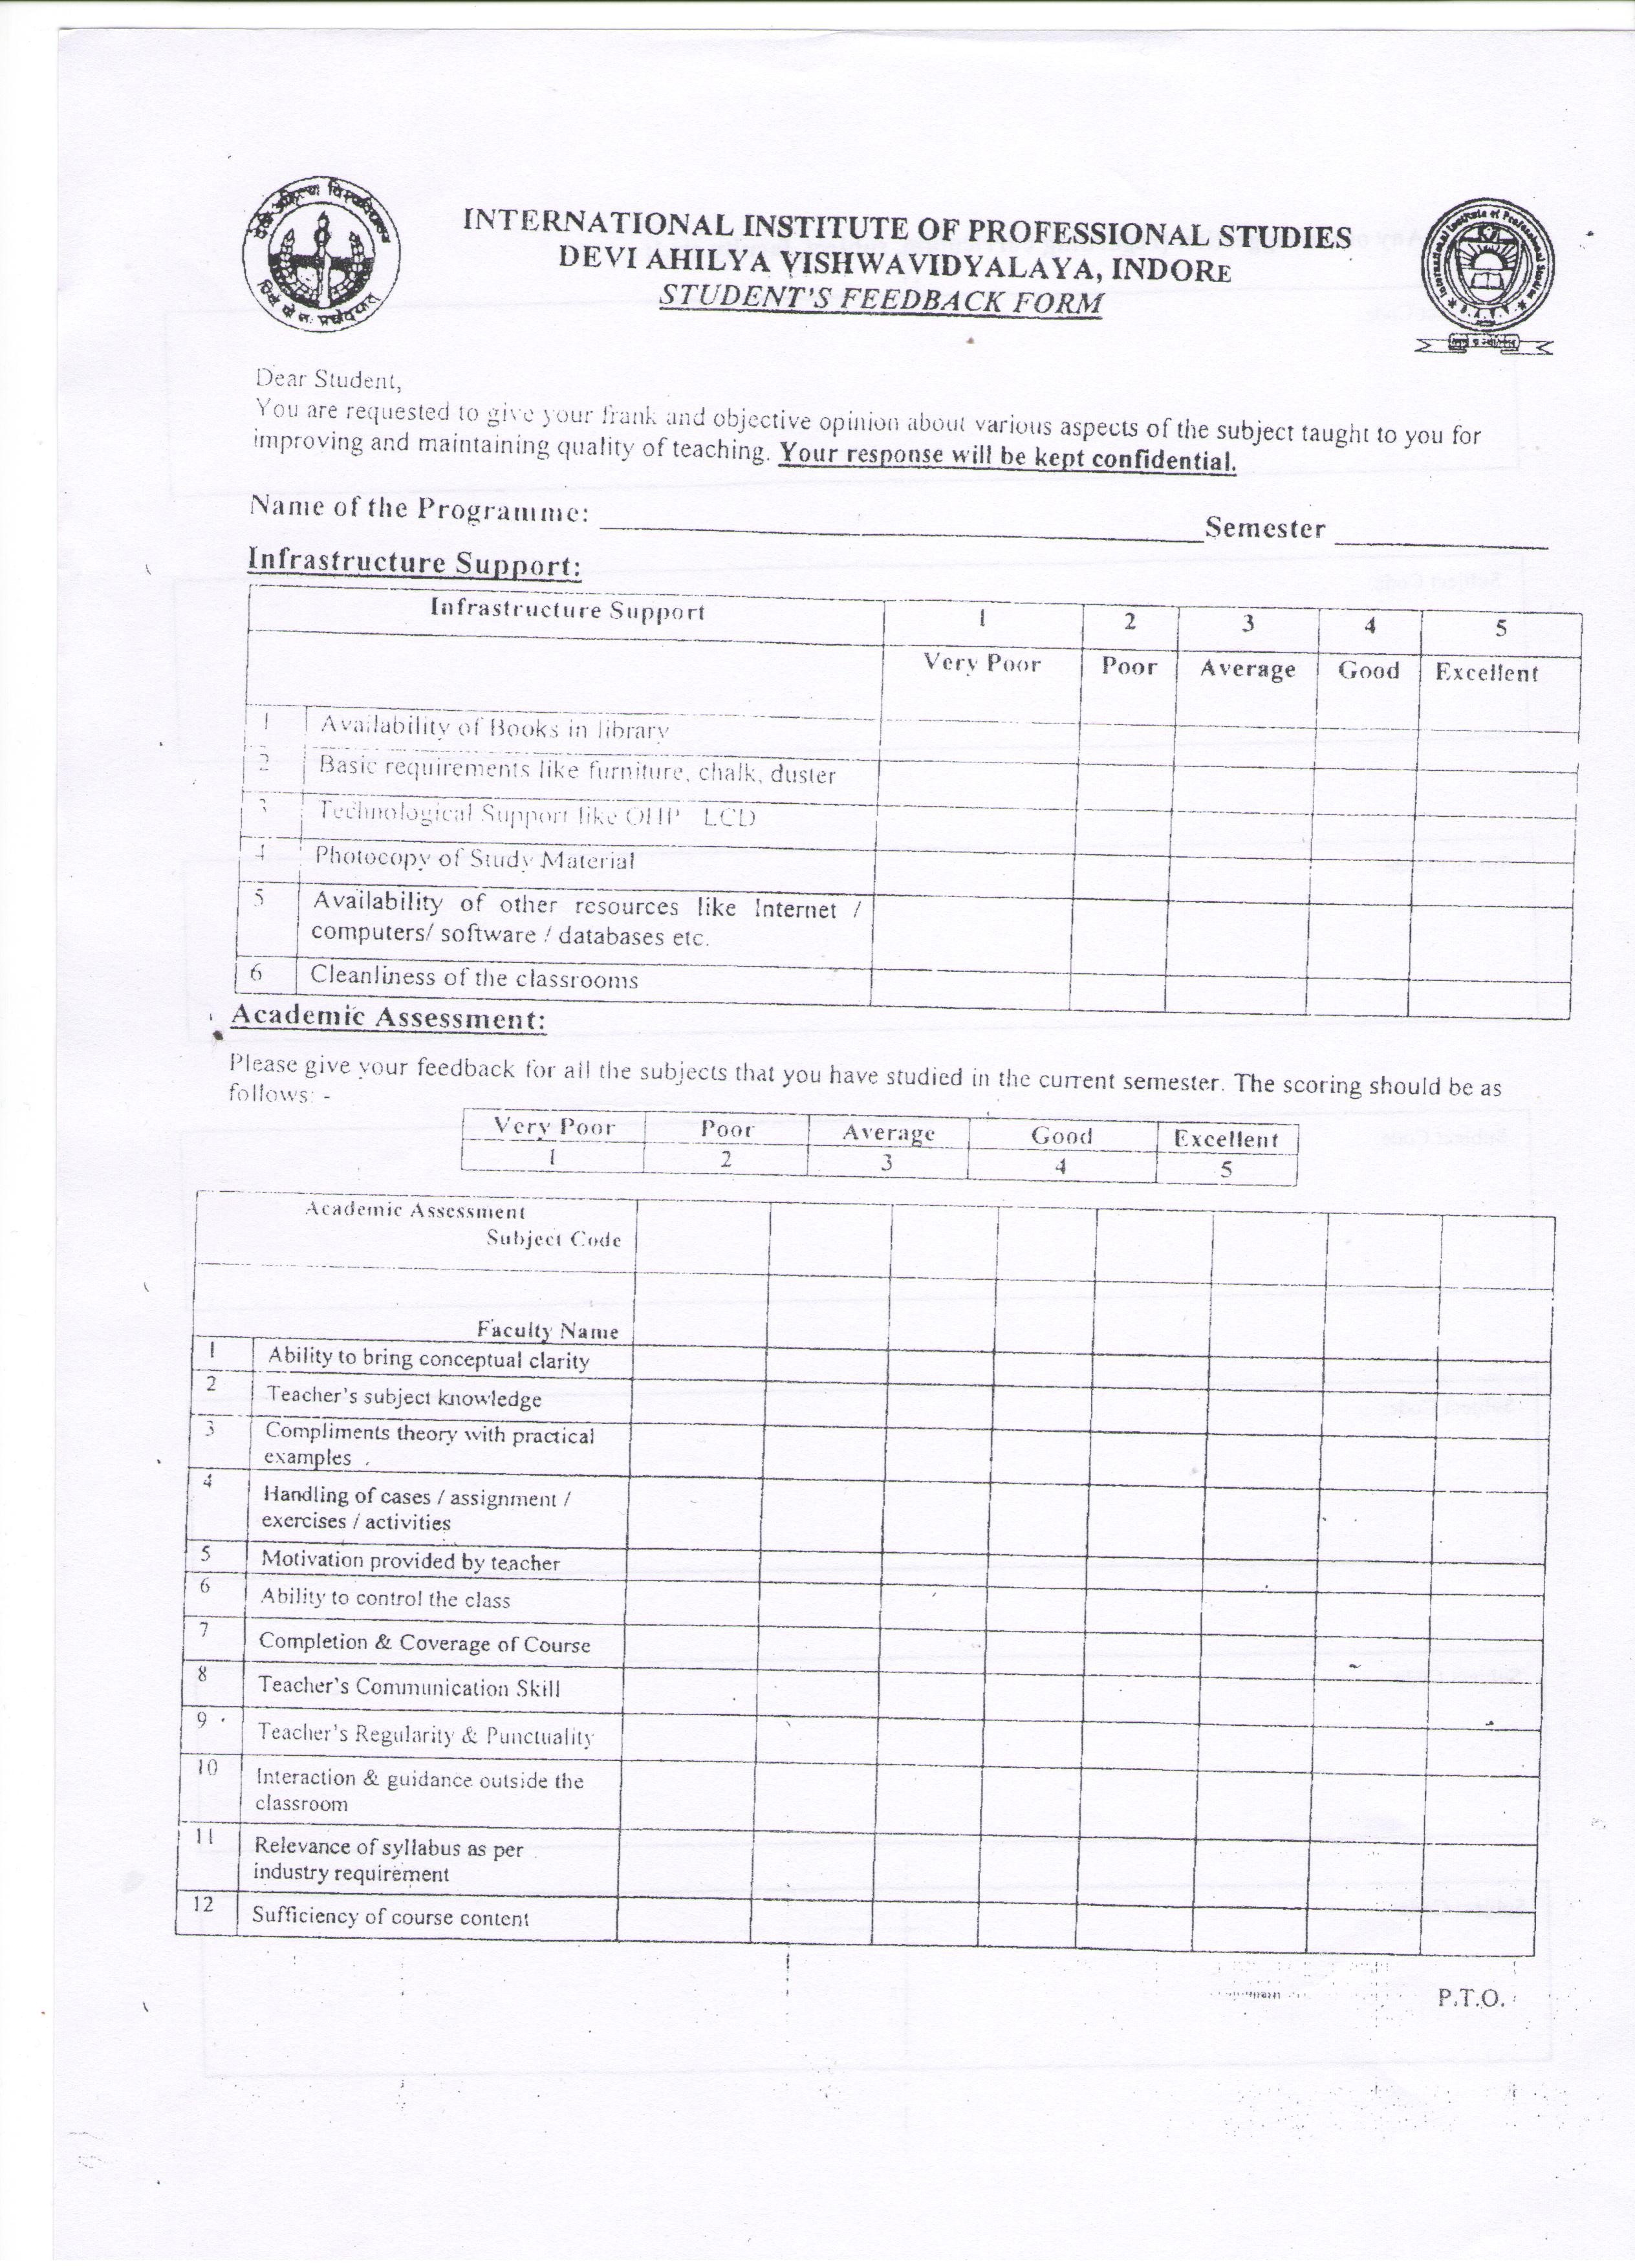 INTERNATIONAL INSTITUTE OF PROFESSIONAL STUDIES
DEVI AHILYA VISHWAVIDYALAYA, INDORE
STUDENT'S FEEDBACK FORM
Dear Student,
You are requested to give your frank and objective opinion about various aspects of the subject taught to you for
improving and maintaining quality of teaching. Your response will be kept confidential.
Name of the Programme: Semester
Infrastructure Support:
Infrastructure Support 1 2 3 4 5
Very Poor Poor Average Good Excellent
1 Availability of Books in library
2 Basic requirements like furniture, chalk, duster
3 Technological Support like OHP LCD
4 Photocopy of Study Material
5 Availability of other resources like Internet /
computers/ software / databases etc.
6 Cleanliness of the classrooms
Academic Assessment:
Please give your feedback for all the subjects that you have studied in the current semester. The scoring should be as
follows: -
Very Poor Poor Average Good Excellent
1 2 3 4 5
Academic Assessment
Subject Code
Faculty Name
1 Ability to bring conceptual clarity
2 Teacher's subject knowledge
3 Compliments theory with practical
examples
4 Handling of cases / assignment /
exercises / activities
5 Motivation provided by teacher
6 Ability to control the class
7 Completion & Coverage of Course
8 Teacher's Communication Skill
9 Teacher's Regularity & Punctuality
10 Interaction & guidance outside the
classroom
11 Relevance of syllabus as per
industry requirement
12 Sufficiency of course content
P.T.O.